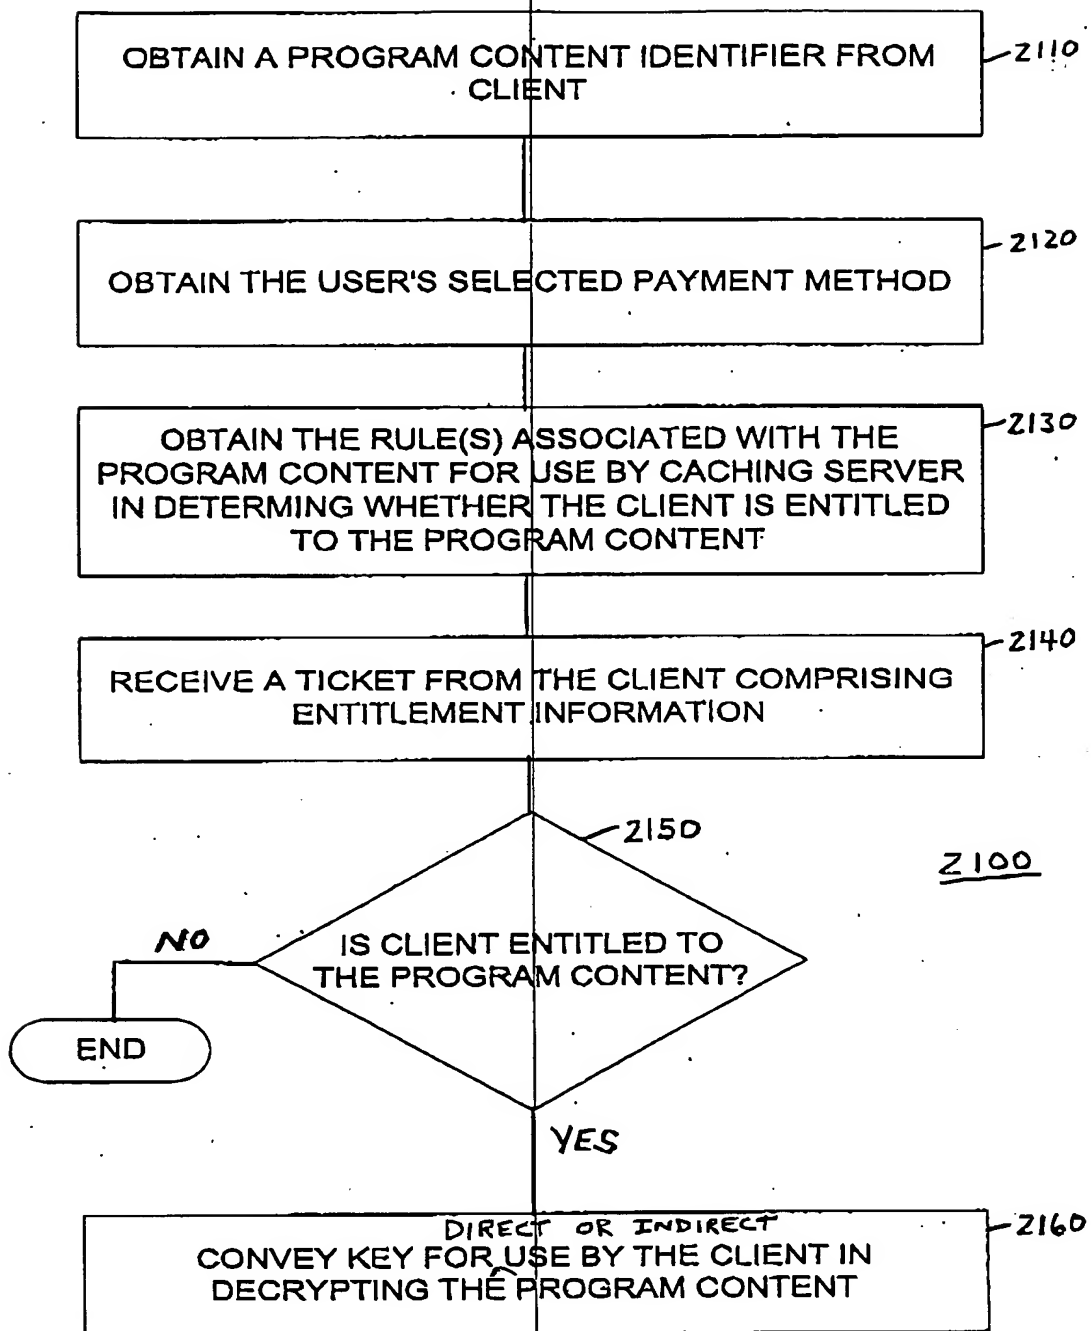 OBTAIN A PROGRAM CONTENT IDENTIFIER FROM
CLIENT
2110
OBTAIN THE USER'S SELECTED PAYMENT METHOD
2120
OBTAIN THE RULE(S) ASSOCIATED WITH THE
PROGRAM CONTENT FOR USE BY CACHING SERVER
IN DETERMING WHETHER THE CLIENT IS ENTITLED
TO THE PROGRAM CONTENT
2130
RECEIVE A TICKET FROM THE CLIENT COMPRISING
ENTITLEMENT INFORMATION
2140
2150
2100
IS CLIENT ENTITLED TO
THE PROGRAM CONTENT?
NO
END
YES
DIRECT OR INDIRECT
CONVEY KEY FOR USE BY THE CLIENT IN
DECRYPTING THE PROGRAM CONTENT
2160